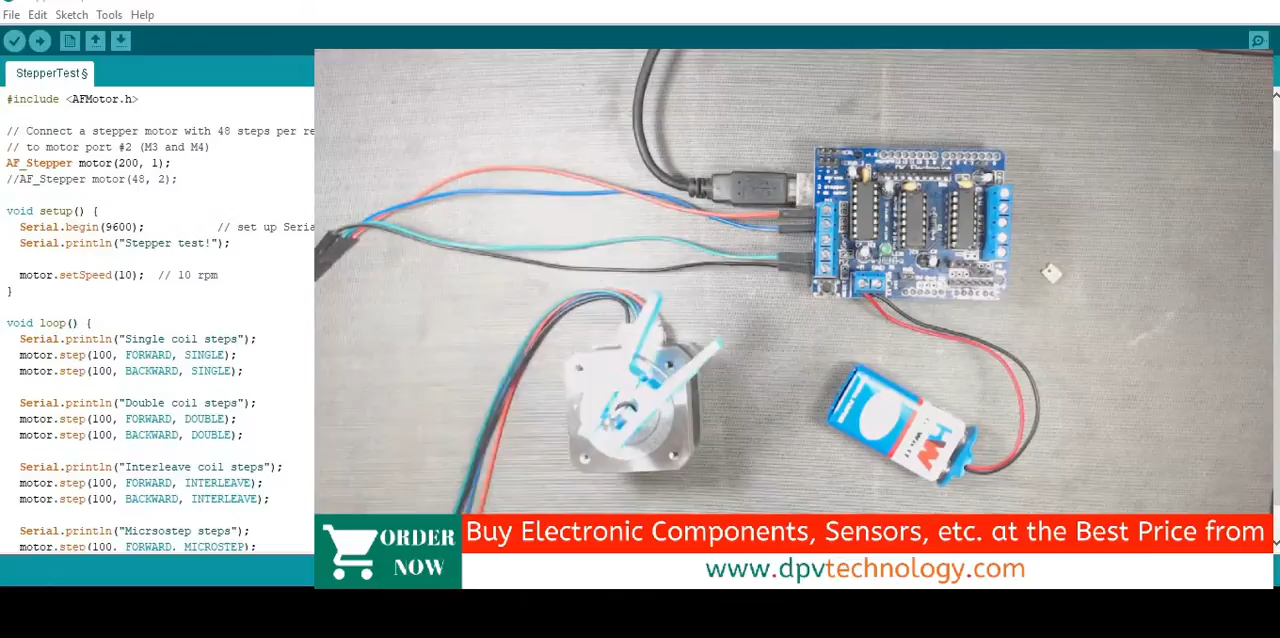 File Edit Sketch Tools Help
StepperTest§
#include <AFMotor.h>
// Connect a stepper motor with 48 steps per re
// to motor port #2 (M3 and M4)
AF_Stepper motor(200, 1);
//AF_Stepper motor(48, 2);
void setup() {
Serial.begin(9600); // set up Seria
Serial.println("Stepper test!");
motor.setSpeed(10); // 10 rpm
}
void loop() {
Serial.println("Single coil steps");
motor.step(100, FORWARD, SINGLE);
motor.step(100, BACKWARD, SINGLE);
Serial.println("Double coil steps");
motor.step(100, FORWARD, DOUBLE);
motor.step(100, BACKWARD, DOUBLE);
Serial.println("Interleave coil steps");
motor.step(100, FORWARD, INTERLEAVE);
motor.step(100, BACKWARD, INTERLEAVE);
Serial.println("Micrsostep steps");
motor.step(100, FORWARD, MICROSTEP);
HW
ORDER
NOW
Buy Electronic Components, Sensors, etc. at the Best Price from
www.dpvtechnology.com